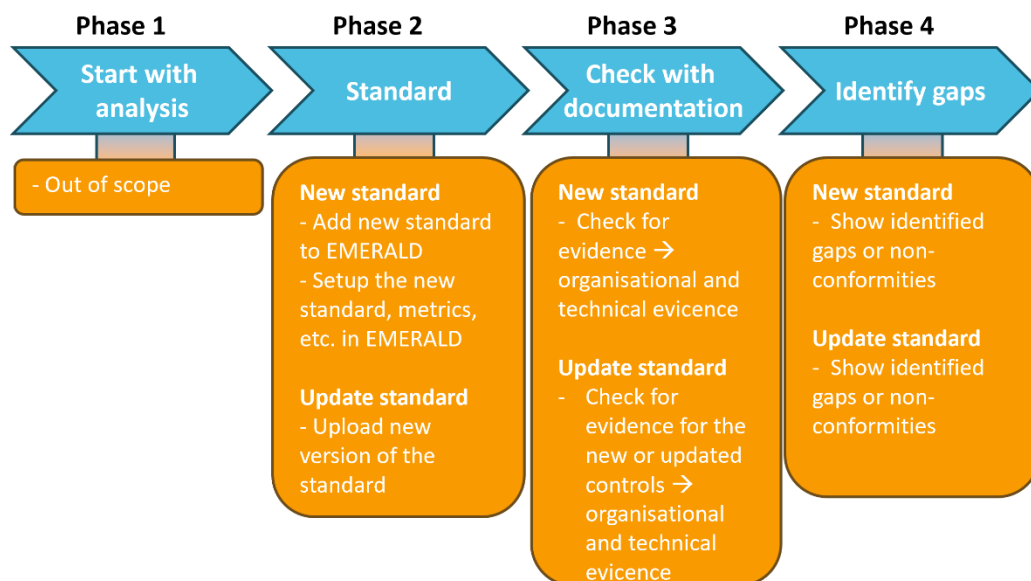 Phase 1
Start with
analysis
- Out of scope
Phase 2
Standard
New standard
- Add new standard
to EMERALD
- Setup the new
standard, metrics,
etc. in EMERALD
Update standard
- Upload new
version of the
standard
Phase 3
Check with
documentation
New standard
- Check for
evidence →
organisational and
technical evicence
Update standard
- Check for
evidence for the
new or updated
controls →
organisational
and technical
evicence
Phase 4
Identify gaps
New standard
- Show identified
gaps or non-
conformities
Update standard
- Show identified
gaps or non-
conformities